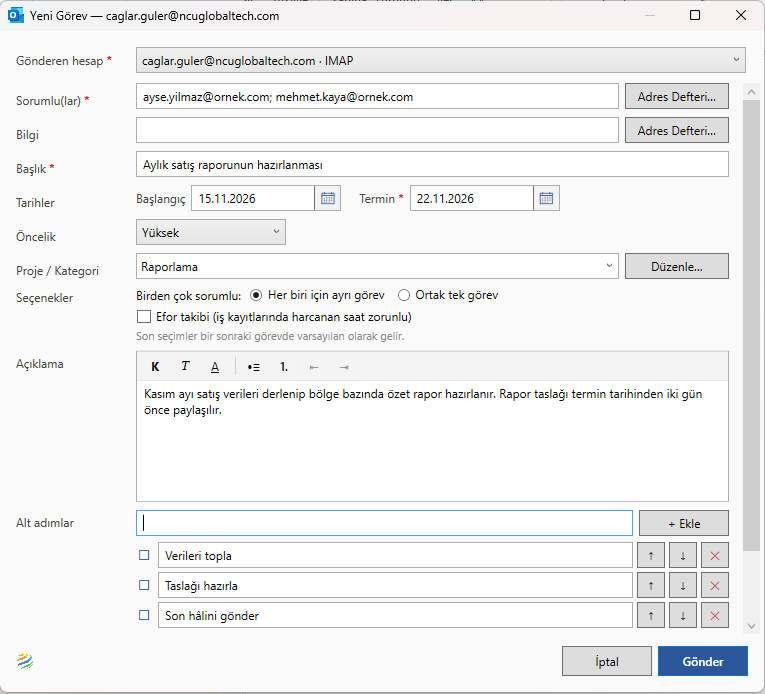 Yeni Görev — caglar.guler@ncuglobaltech.com
Gönderen hesap * caglar.guler@ncuglobaltech.com · IMAP
Sorumlu(lar) * ayse.yilmaz@ornek.com; mehmet.kaya@ornek.com Adres Defteri...
Bilgi Adres Defteri...
Başlık * Aylık satış raporunun hazırlanması
Tarihler Başlangıç 15.11.2026 Termin * 22.11.2026
Öncelik Yüksek
Proje / Kategori Raporlama Düzenle...
Seçenekler Birden çok sorumlu: Her biri için ayrı görev Ortak tek görev
Efor takibi (iş kayıtlarında harcanan saat zorunlu)
Son seçimler bir sonraki görevde varsayılan olarak gelir.
Açıklama K T A 1.
Kasım ayı satış verileri derlenip bölge bazında özet rapor hazırlanır. Rapor taslağı termin tarihinden iki gün
önce paylaşılır.
Alt adımlar + Ekle
Verileri topla ↑ ↓ ×
Taslağı hazırla ↑ ↓ ×
Son hâlini gönder ↑ ↓ ×
İptal Gönder